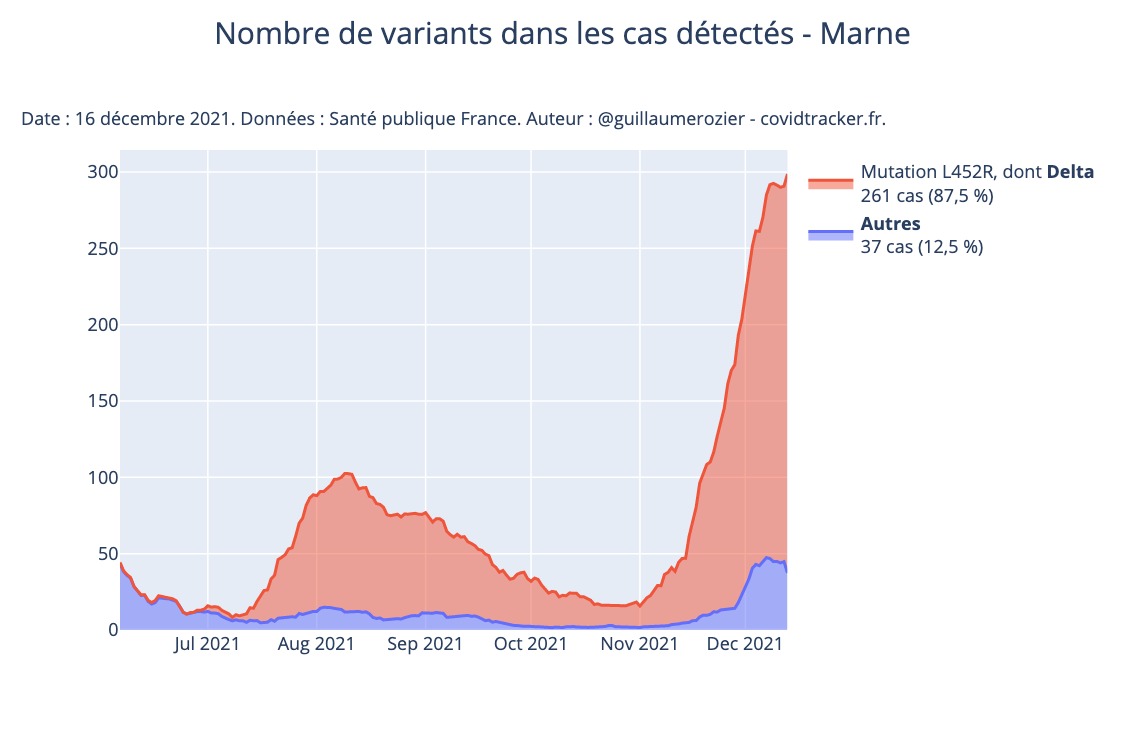 Nombre de variants dans les cas détectés - Marne
Date : 16 décembre 2021. Données : Santé publique France. Auteur : @guillaumerozier - covidtracker.fr.
300
250
200
150
100
50
0
Jul 2021
Aug 2021
Sep 2021
Oct 2021
Nov 2021
Dec 2021
Mutation L452R, dont Delta
261 cas (87,5 %)
Autres
37 cas (12,5 %)